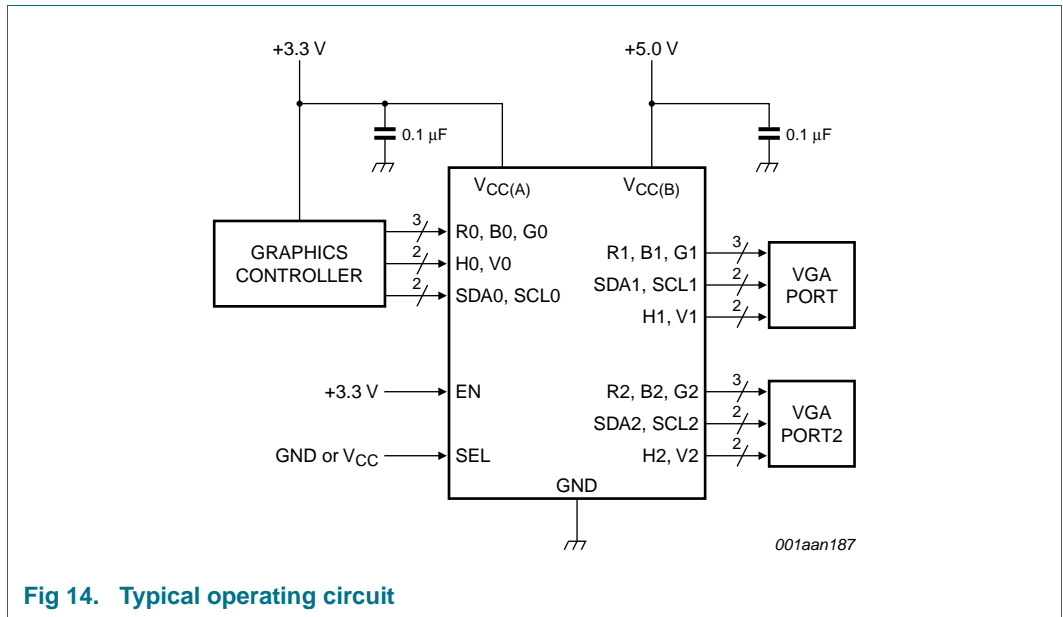 +3.3 V
+5.0 V
0.1 μF
0.1 μF
VCC(A)
VCC(B)
GRAPHICS
CONTROLLER
3
R0, B0, G0
2
H0, V0
2
SDA0, SCL0
R1, B1, G1
3
SDA1, SCL1
2
H1, V1
2
VGA
PORT
+3.3 V
EN
GND or VCC
SEL
R2, B2, G2
3
SDA2, SCL2
2
H2, V2
2
VGA
PORT2
GND
001aan187
Fig 14. Typical operating circuit